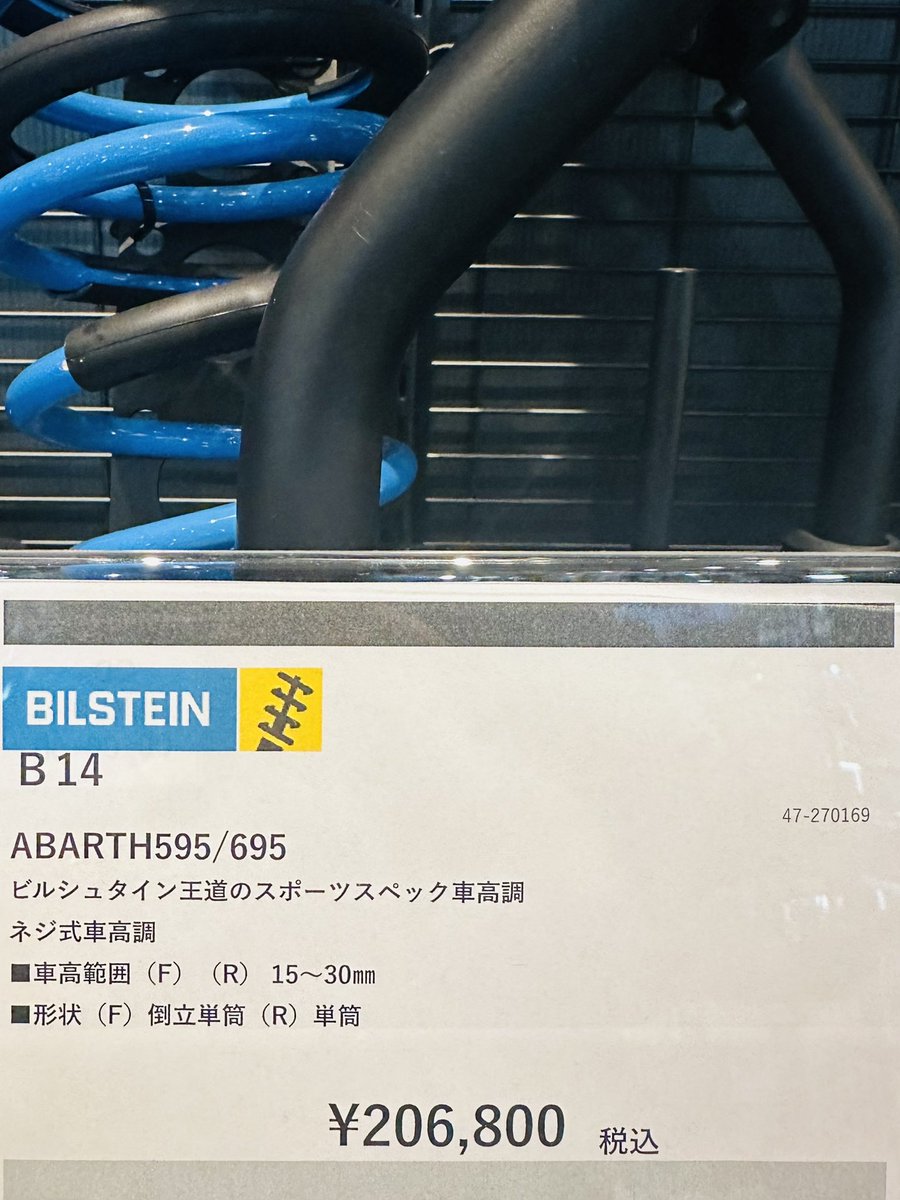 BILSTEIN
B14
47-270169
ABARTH595/695
ビルシュタイン王道のスポーツスペック車高調
ネジ式車高調
■車高範囲（F）（R） 15～30㎜
■形状（F）倒立単筒（R）単筒
¥206,800 税込